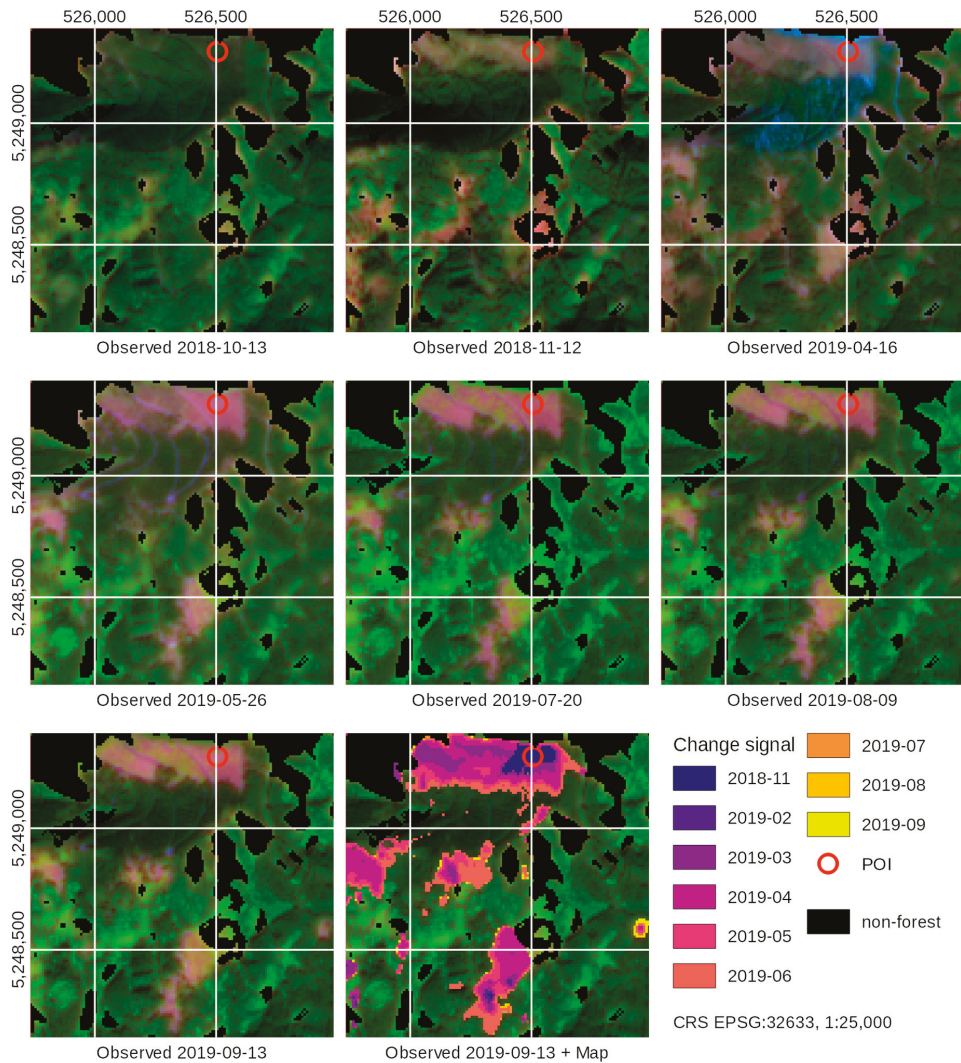 526,000 526,500 526,000 526,500 526,000 526,500
5,249,000
5,248,500
Observed 2018-10-13 Observed 2018-11-12 Observed 2019-04-16
5,249,000
5,248,500
Observed 2019-05-26 Observed 2019-07-20 Observed 2019-08-09
5,249,000
5,248,500
Observed 2019-09-13 Observed 2019-09-13 + Map
Change signal
2018-11
2019-02
2019-03
2019-04
2019-05
2019-06
2019-07
2019-08
2019-09
POI
non-forest
CRS EPSG:32633, 1:25,000